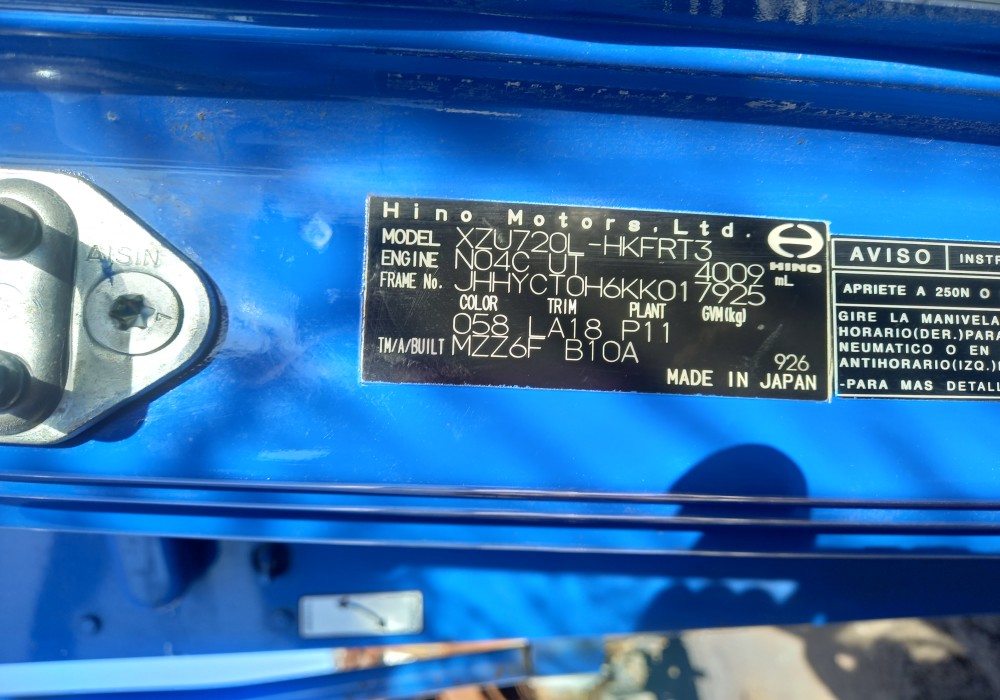 AISIN
Hino Motors,Ltd.
MODEL XZU720L-HKFRT3
ENGINE N04C UT 4009 mL
HINO
FRAME No. JHHYCT0H6KK017925
COLOR TRIM PLANT GVM(kg)
058 LA18 P11
TM/A/BUILT MZZ6F B10A
926
MADE IN JAPAN
AVISO
APRIETE A 250N O
GIRE LA MANIVELA
HORARIO(DER.)PARA
NEUMATICO O EN
ANTIHORARIO(IZQ.)
-PARA MAS